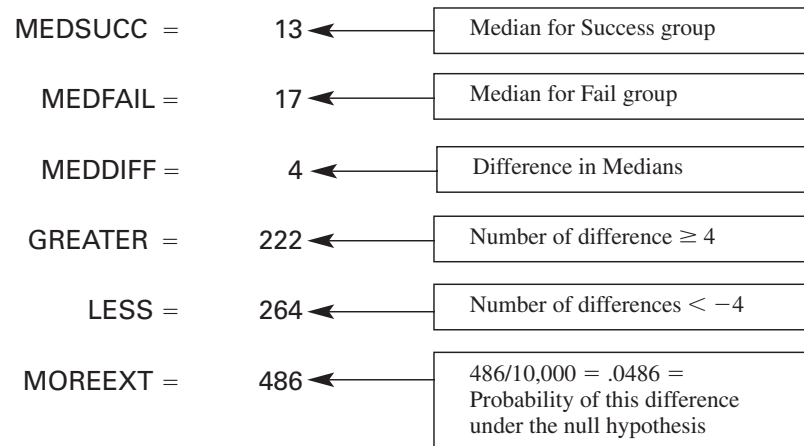 MEDSUCC = 13 Median for Success group
MEDFAIL = 17 Median for Fail group
MEDDIFF = 4 Difference in Medians
GREATER = 222 Number of difference ≥ 4
LESS = 264 Number of differences < −4
MOREEXT = 486 486/10,000 = .0486 =
Probability of this difference
under the null hypothesis